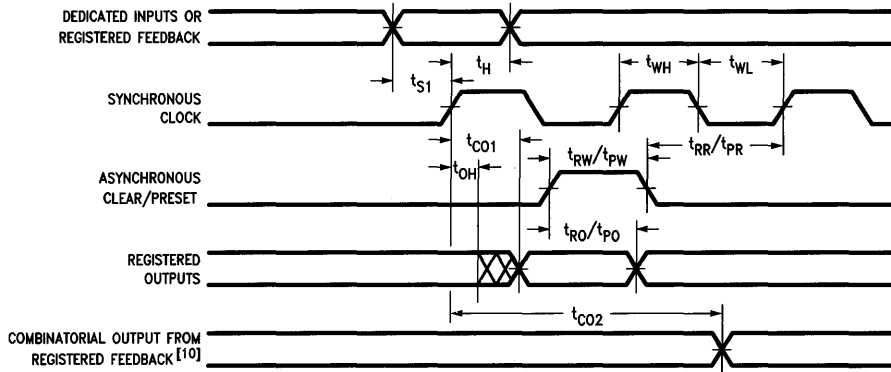 DEDICATED INPUTS OR
REGISTERED FEEDBACK
tS1
tH
tWH
tWL
SYNCHRONOUS
CLOCK
tCO1
tOH
tRW/tPW
tRR/tPR
ASYNCHRONOUS
CLEAR/PRESET
tRO/tPO
REGISTERED
OUTPUTS
tCO2
COMBINATORIAL OUTPUT FROM
REGISTERED FEEDBACK [10]